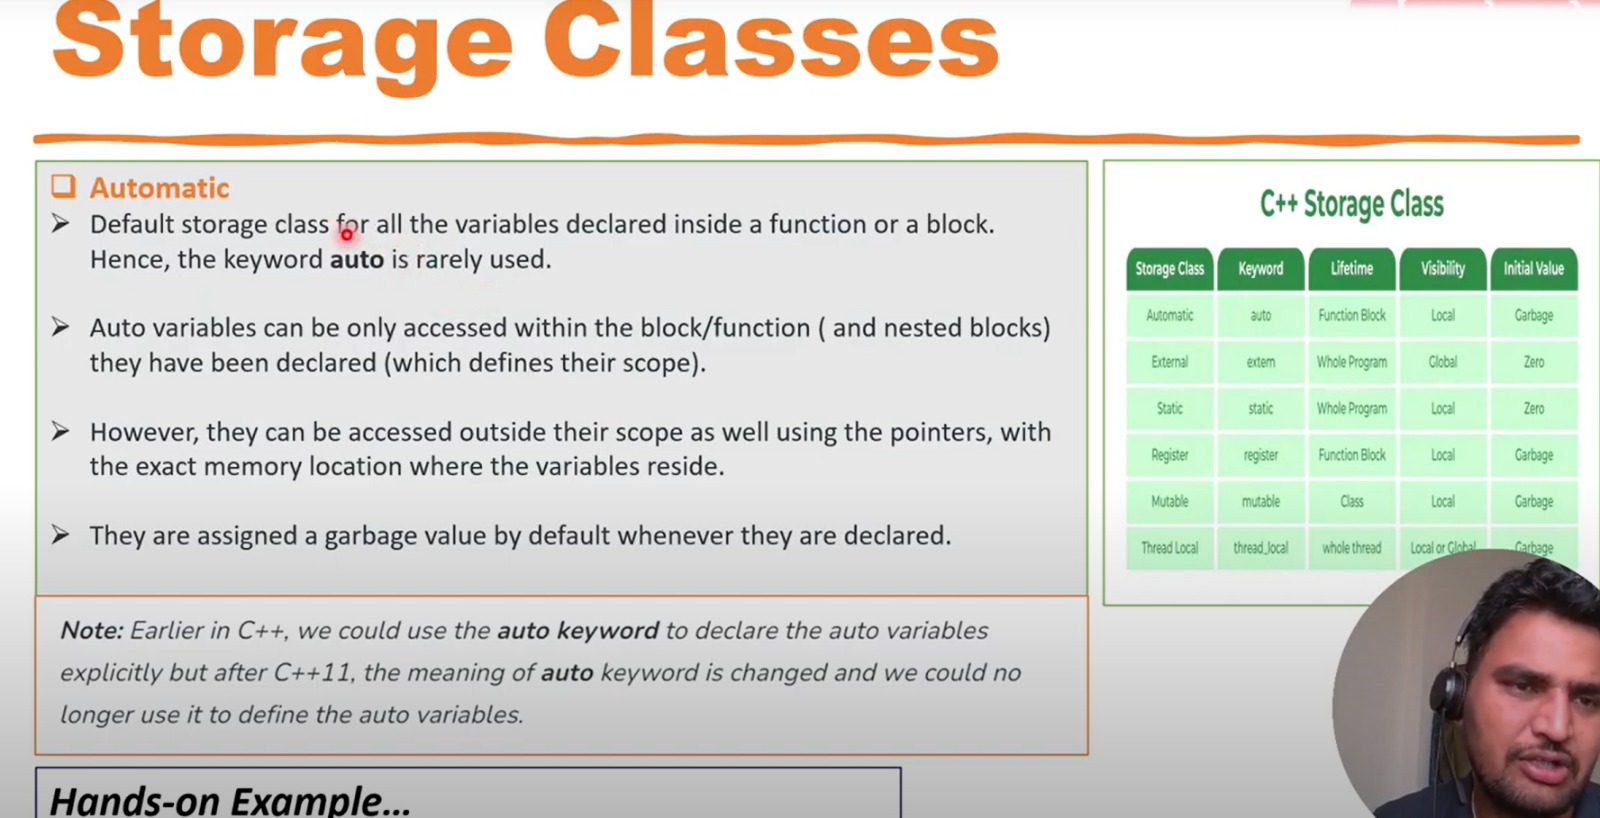 Storage Classes
Automatic
Default storage class for all the variables declared inside a function or a block.
Hence, the keyword auto is rarely used.
Auto variables can be only accessed within the block/function ( and nested blocks)
they have been declared (which defines their scope).
However, they can be accessed outside their scope as well using the pointers, with
the exact memory location where the variables reside.
They are assigned a garbage value by default whenever they are declared.
Note: Earlier in C++, we could use the auto keyword to declare the auto variables
explicitly but after C++11, the meaning of auto keyword is changed and we could no
longer use it to define the auto variables.
Hands-on Example...
C++ Storage Class
Storage Class Keyword Lifetime Visibility Initial Value
Automatic auto Function Block Local Garbage
External extern Whole Program Global Zero
Static static Whole Program Local Zero
Register register Function Block Local Garbage
Mutable mutable Class Local Garbage
Thread Local thread_local whole thread Local or Global Garbage